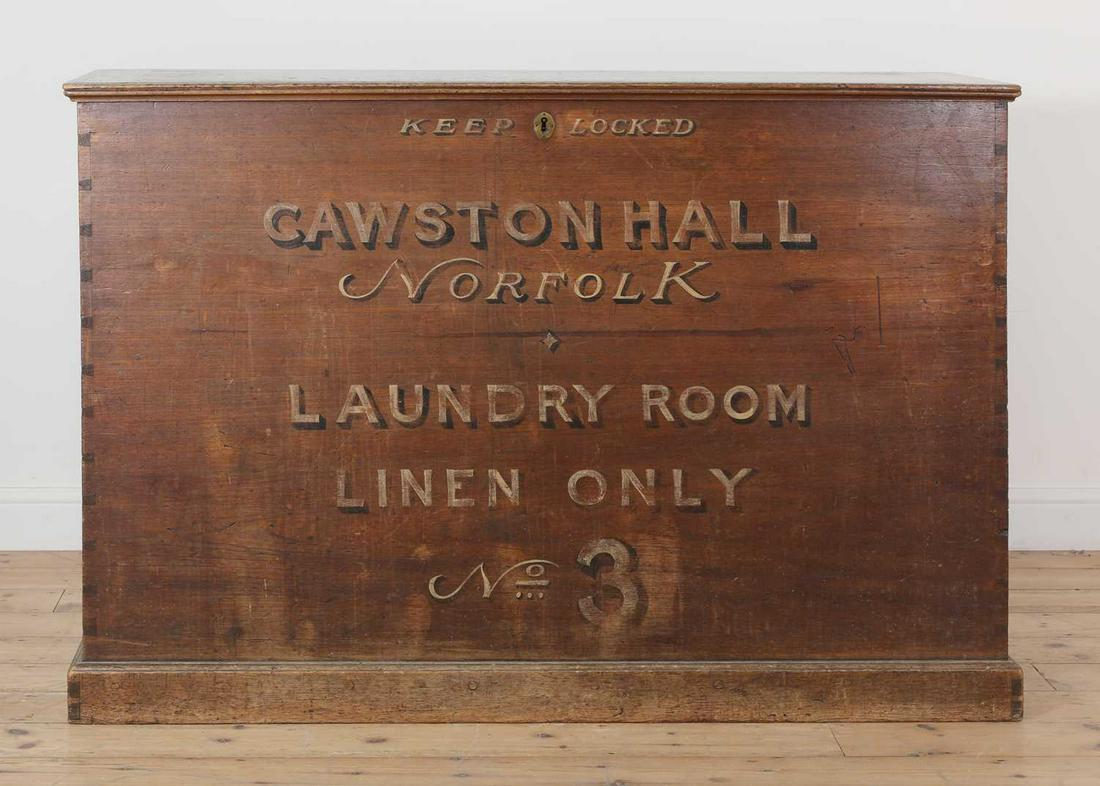 KEEP LOCKED
CAWSTON HALL
NORFOLK
LAUNDRY ROOM
LINEN ONLY
No 3